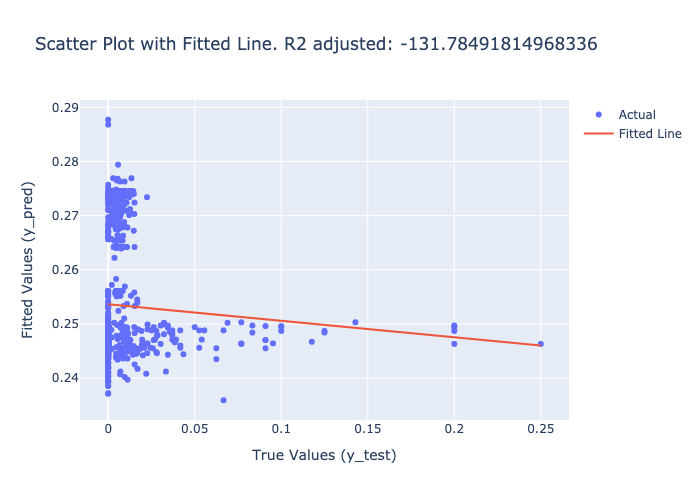 Scatter Plot with Fitted Line. R2 adjusted: -131.78491814968336
Actual
Fitted Line
Fitted Values (y_pred)
0.29
0.28
0.27
0.26
0.25
0.24
0
0.05
0.1
0.15
0.2
0.25
True Values (y_test)